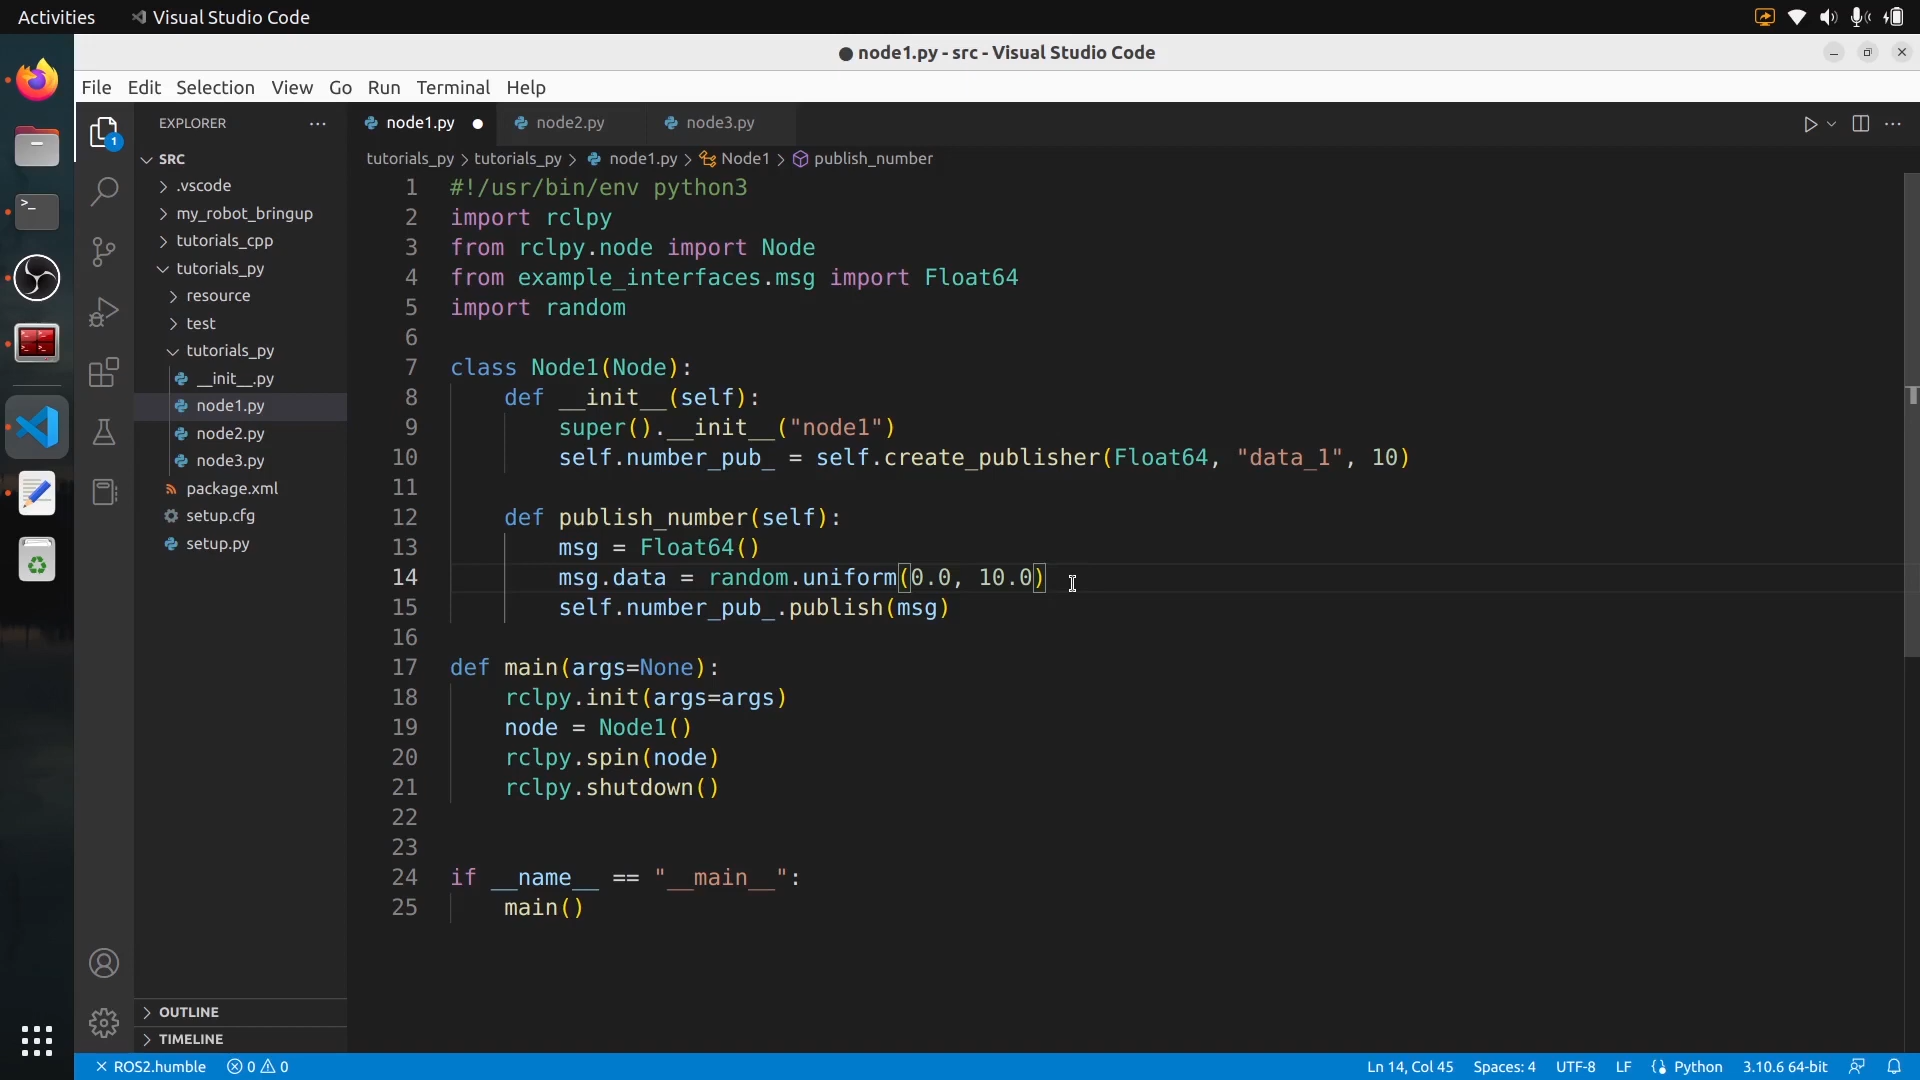 Activities
Visual Studio Code
node1.py - src - Visual Studio Code
File Edit Selection View Go Run Terminal Help
EXPLORER
1
SRC
.vscode
my_robot_bringup
tutorials_cpp
tutorials_py
resource
test
tutorials_py
__init__.py
node1.py
node2.py
node3.py
package.xml
setup.cfg
setup.py
OUTLINE
TIMELINE
node1.py node2.py node3.py
tutorials_py > tutorials_py > node1.py > Node1 > publish_number
1 #!/usr/bin/env python3
2 import rclpy
3 from rclpy.node import Node
4 from example_interfaces.msg import Float64
5 import random
6
7 class Node1(Node):
8     def __init__(self):
9         super().__init__("node1")
10         self.number_pub_ = self.create_publisher(Float64, "data_1", 10)
11
12     def publish_number(self):
13         msg = Float64()
14         msg.data = random.uniform(0.0, 10.0)
15         self.number_pub_.publish(msg)
16
17 def main(args=None):
18     rclpy.init(args=args)
19     node = Node1()
20     rclpy.spin(node)
21     rclpy.shutdown()
22
23
24 if __name__ == "__main__":
25     main()
ROS2.humble 0 0 Ln 14, Col 45 Spaces: 4 UTF-8 LF Python 3.10.6 64-bit